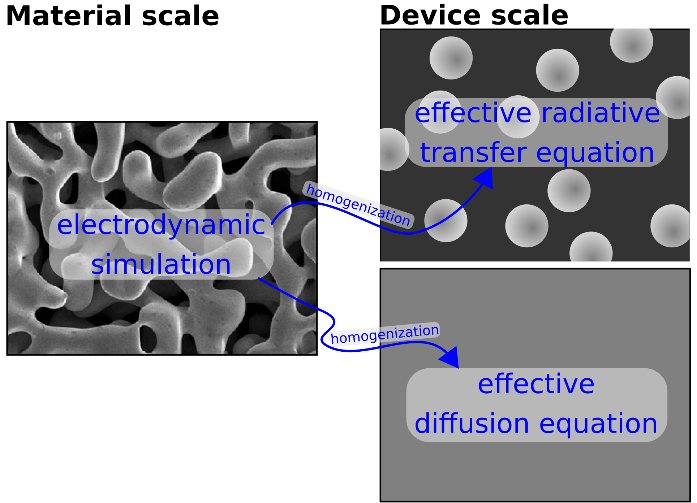 Material scale
Device scale
electrodynamic
simulation
homogenization
effective radiative
transfer equation
homogenization
effective
diffusion equation